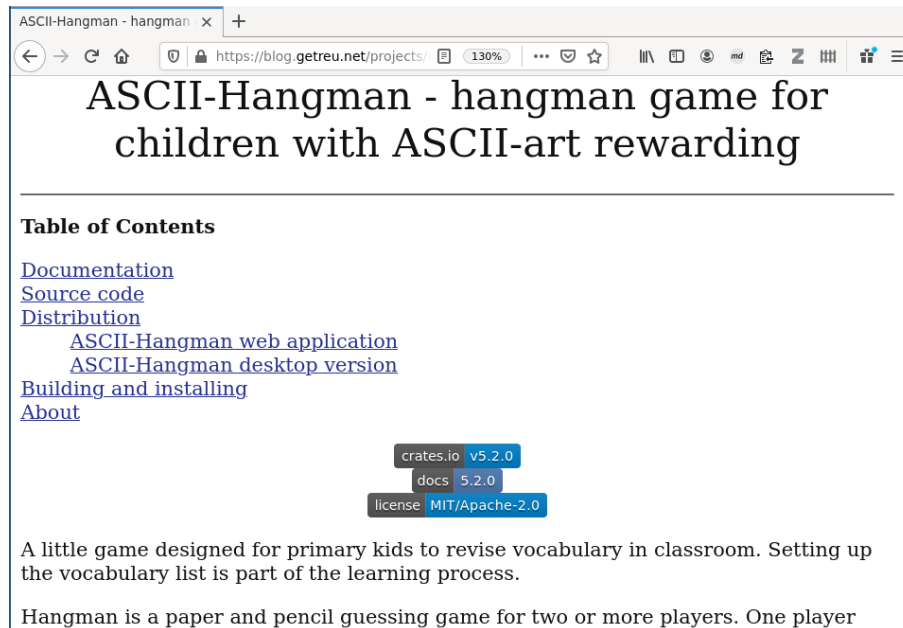 ASCII-Hangman - hangman
https://blog.getreu.net/projects/
130%
md
Z
ASCII-Hangman - hangman game for
children with ASCII-art rewarding
Table of Contents
Documentation
Source code
Distribution
ASCII-Hangman web application
ASCII-Hangman desktop version
Building and installing
About
crates.io v5.2.0
docs 5.2.0
license MIT/Apache-2.0
A little game designed for primary kids to revise vocabulary in classroom. Setting up
the vocabulary list is part of the learning process.
Hangman is a paper and pencil guessing game for two or more players. One player